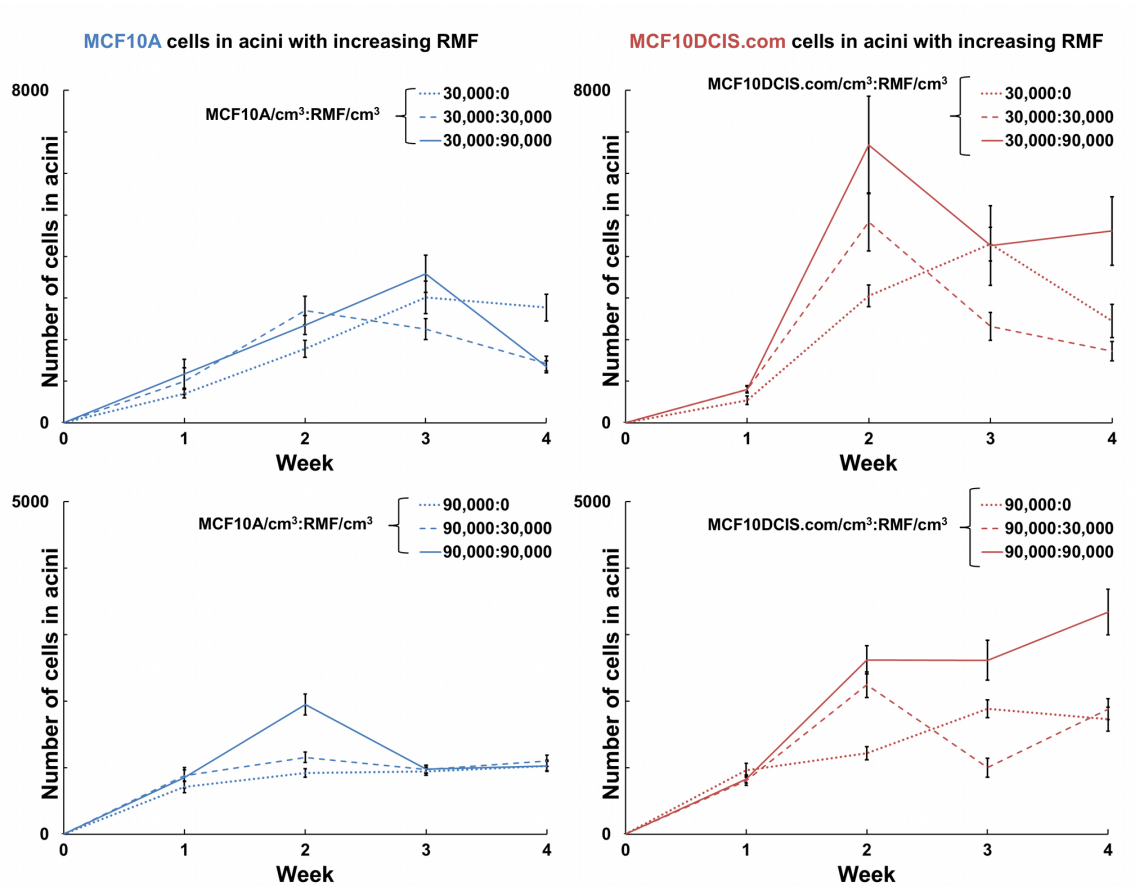 MCF10A cells in acini with increasing RMF
8000
Number of cells in acini
MCF10A/cm³:RMF/cm³
30,000:0
30,000:30,000
30,000:90,000
0
0 1 2 3 4
Week
MCF10DCIS.com cells in acini with increasing RMF
8000
Number of cells in acini
MCF10DCIS.com/cm³:RMF/cm³
30,000:0
30,000:30,000
30,000:90,000
0
0 1 2 3 4
Week
5000
Number of cells in acini
MCF10A/cm³:RMF/cm³
90,000:0
90,000:30,000
90,000:90,000
0
0 1 2 3 4
Week
5000
Number of cells in acini
MCF10DCIS.com/cm³:RMF/cm³
90,000:0
90,000:30,000
90,000:90,000
0
0 1 2 3 4
Week